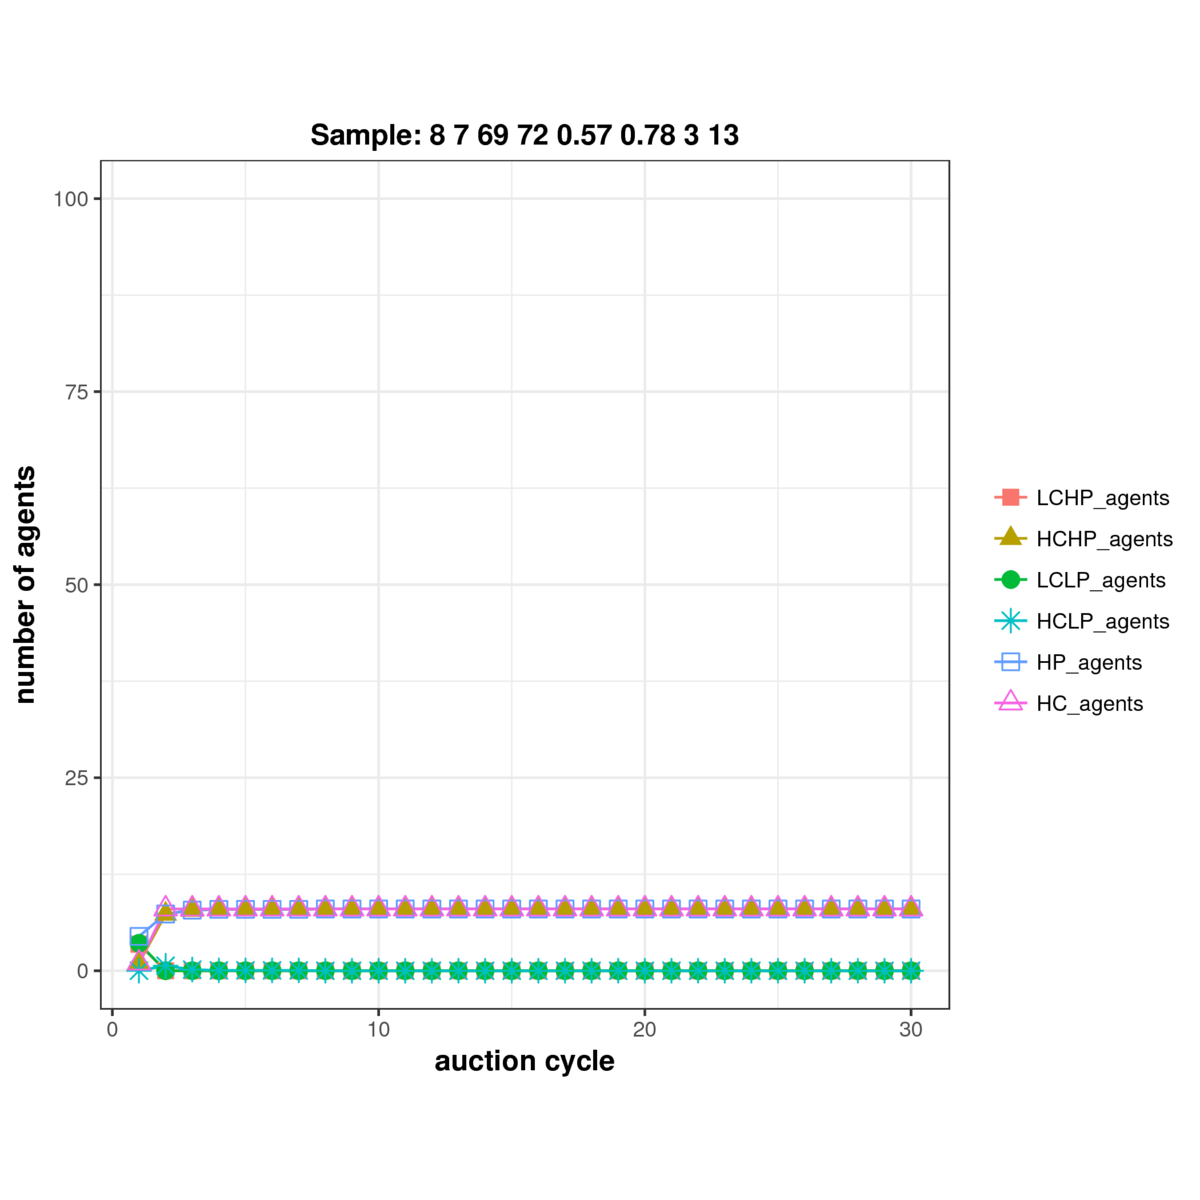 Sample: 8 7 69 72 0.57 0.78 3 13
100
75
50
25
0
number of agents
0
10
20
30
auction cycle
LCHP_agents
HCHP_agents
LCLP_agents
HCLP_agents
HP_agents
HC_agents